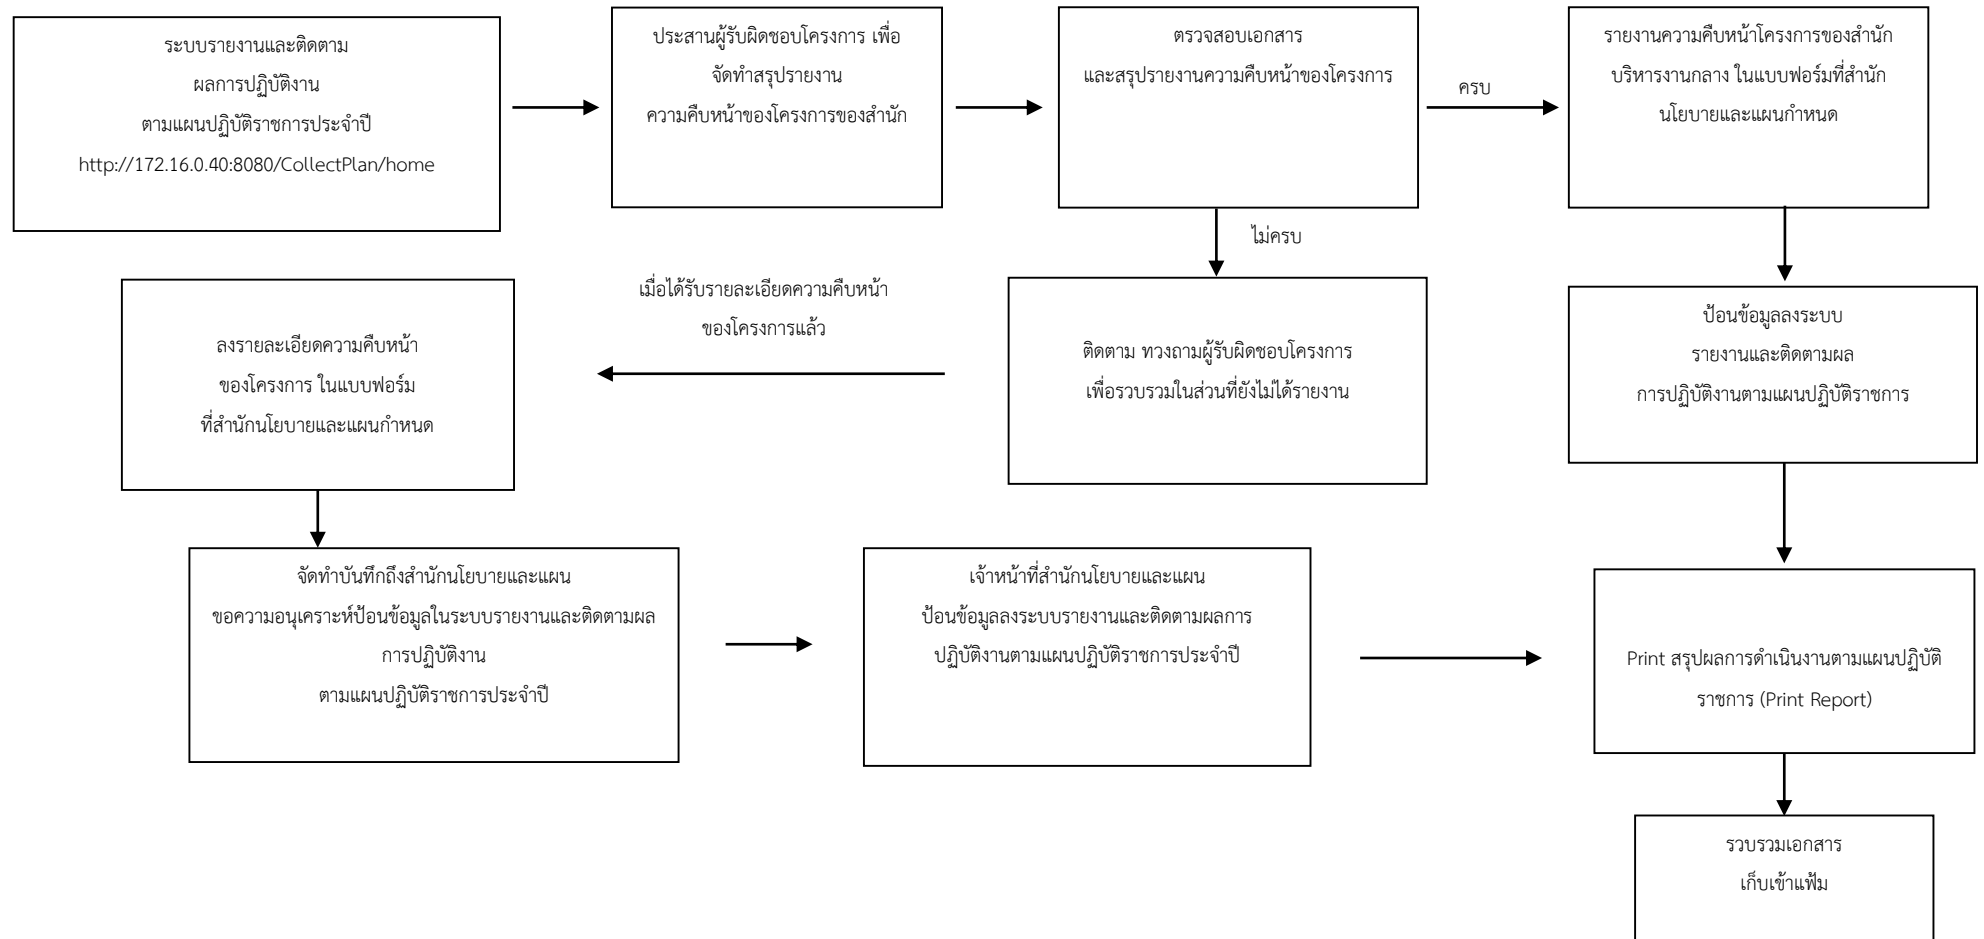 ระบบรายงานและติดตาม
ผลการปฏิบัติงาน
ตามแผนปฏิบัติราชการประจำปี
http://172.16.0.40:8080/CollectPlan/home
ประสานผู้รับผิดชอบโครงการ เพื่อ
จัดทำสรุปรายงาน
ความคืบหน้าของโครงการของสำนัก
ตรวจสอบเอกสาร
และสรุปรายงานความคืบหน้าของโครงการ
ครบ
รายงานความคืบหน้าโครงการของสำนัก
บริหารงานกลาง ในแบบฟอร์มที่สำนัก
นโยบายและแผนกำหนด
ไม่ครบ
ลงรายละเอียดความคืบหน้า
ของโครงการ ในแบบฟอร์ม
ที่สำนักนโยบายและแผนกำหนด
เมื่อได้รับรายละเอียดความคืบหน้า
ของโครงการแล้ว
ติดตาม ทวงถามผู้รับผิดชอบโครงการ
เพื่อรวบรวมในส่วนที่ยังไม่ได้รายงาน
ป้อนข้อมูลลงระบบ
รายงานและติดตามผล
การปฏิบัติงานตามแผนปฏิบัติราชการ
จัดทำบันทึกถึงสำนักนโยบายและแผน
ขอความอนุเคราะห์ป้อนข้อมูลในระบบรายงานและติดตามผล
การปฏิบัติงาน
ตามแผนปฏิบัติราชการประจำปี
เจ้าหน้าที่สำนักนโยบายและแผน
ป้อนข้อมูลลงระบบรายงานและติดตามผลการ
ปฏิบัติงานตามแผนปฏิบัติราชการประจำปี
Print สรุปผลการดำเนินงานตามแผนปฏิบัติ
ราชการ (Print Report)
รวบรวมเอกสาร
เก็บเข้าแฟ้ม